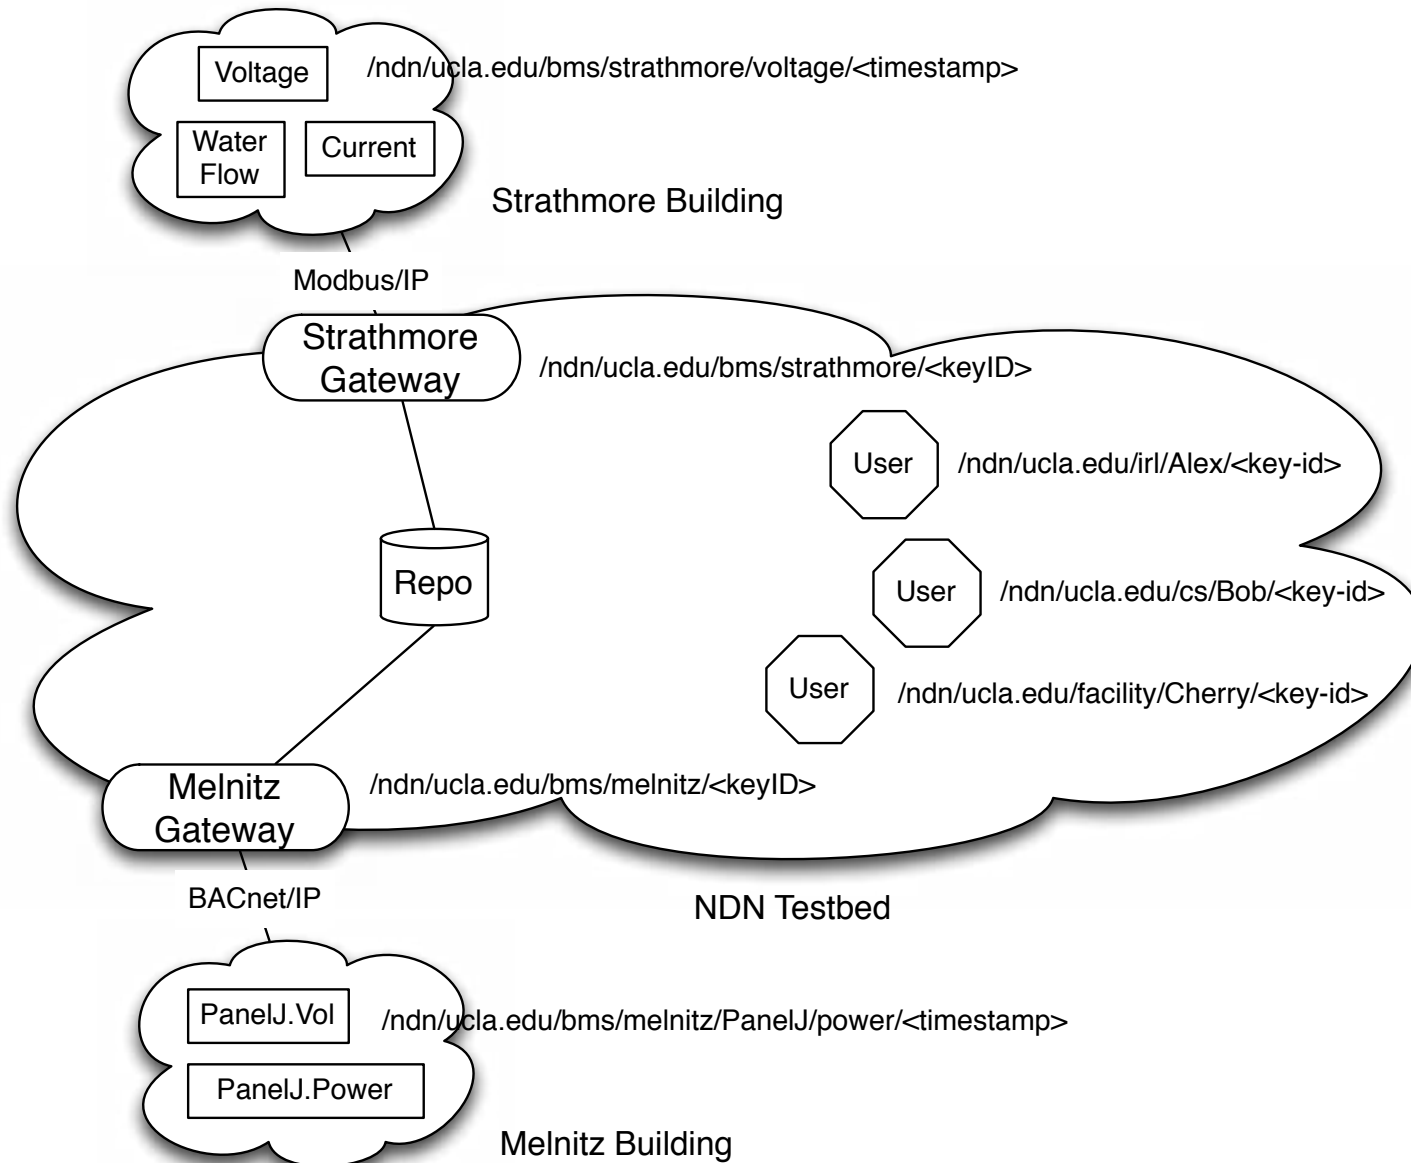 Voltage
/ndn/ucla.edu/bms/strathmore/voltage/<timestamp>
Water
Flow
Current
Strathmore Building
Modbus/IP
Strathmore
Gateway
/ndn/ucla.edu/bms/strathmore/<keyID>
User
/ndn/ucla.edu/irl/Alex/<key-id>
Repo
User
/ndn/ucla.edu/cs/Bob/<key-id>
User
/ndn/ucla.edu/facility/Cherry/<key-id>
Melnitz
Gateway
/ndn/ucla.edu/bms/melnitz/<keyID>
BACnet/IP
NDN Testbed
PanelJ.Vol
/ndn/ucla.edu/bms/melnitz/PanelJ/power/<timestamp>
PanelJ.Power
Melnitz Building